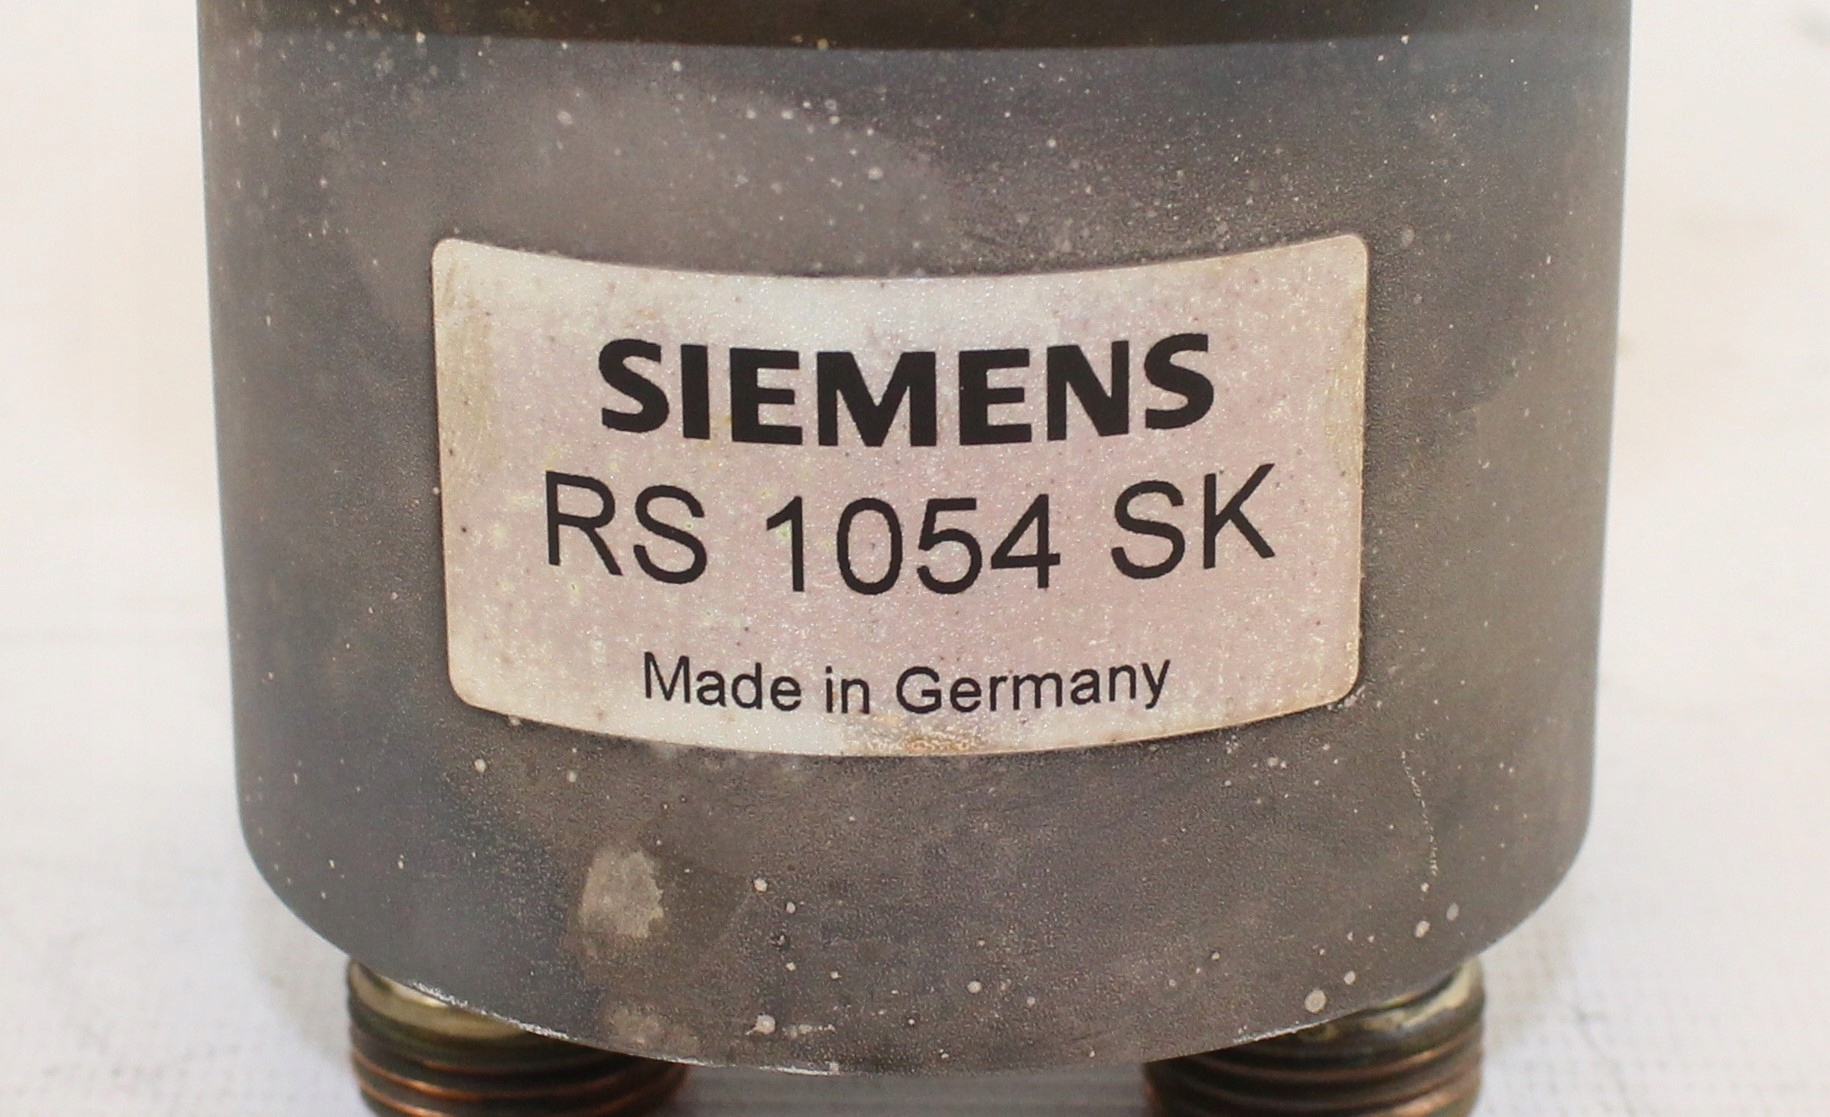 SIEMENS
RS 1054 SK
Made in Germany